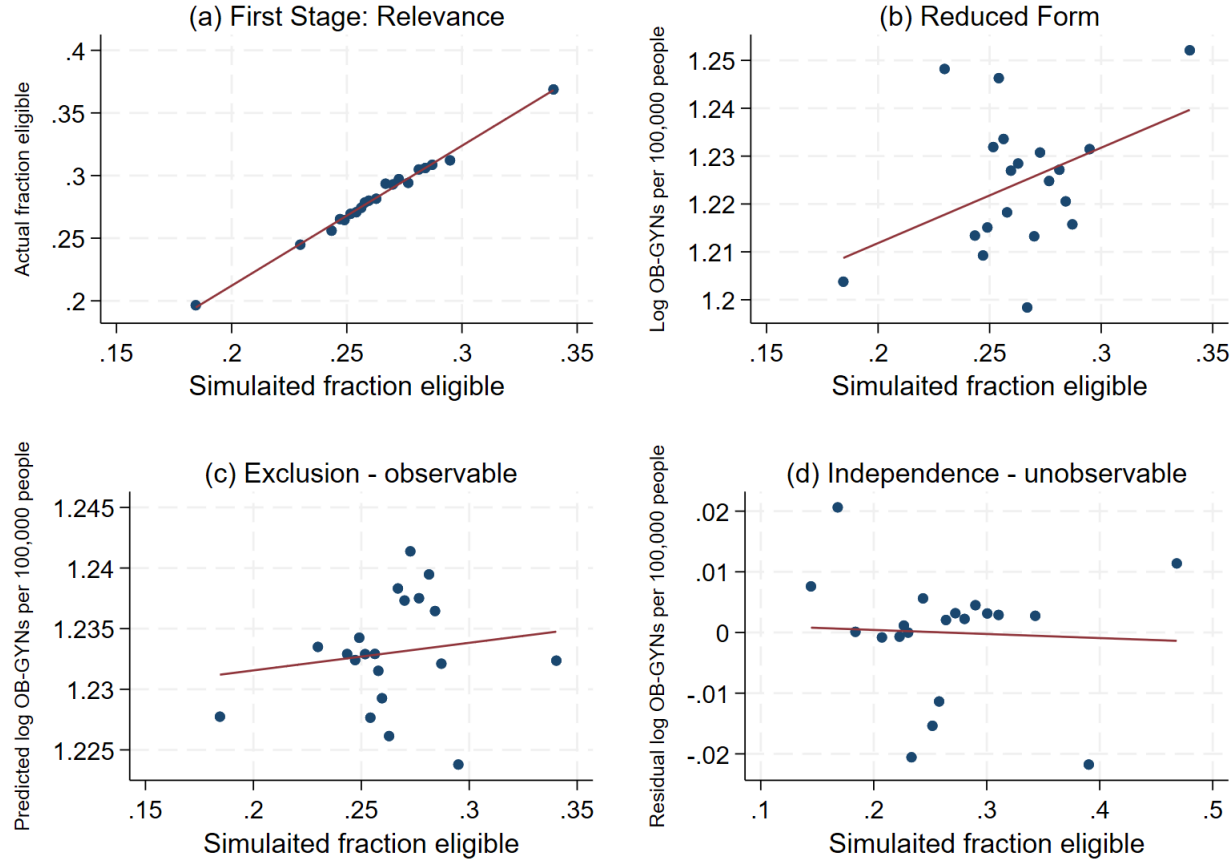 (a) First Stage: Relevance
Actual fraction eligible
.4
.35
.3
.25
.2
.15 .2 .25 .3 .35
Simulaited fraction eligible
(b) Reduced Form
Log OB-GYNs per 100,000 people
1.25
1.24
1.23
1.22
1.21
1.2
.15 .2 .25 .3 .35
Simulaited fraction eligible
(c) Exclusion - observable
Predicted log OB-GYNs per 100,000 people
1.245
1.24
1.235
1.23
1.225
.15 .2 .25 .3 .35
Simulaited fraction eligible
(d) Independence - unobservable
Residual log OB-GYNs per 100,000 people
.02
.01
0
-.01
-.02
.1 .2 .3 .4 .5
Simulaited fraction eligible